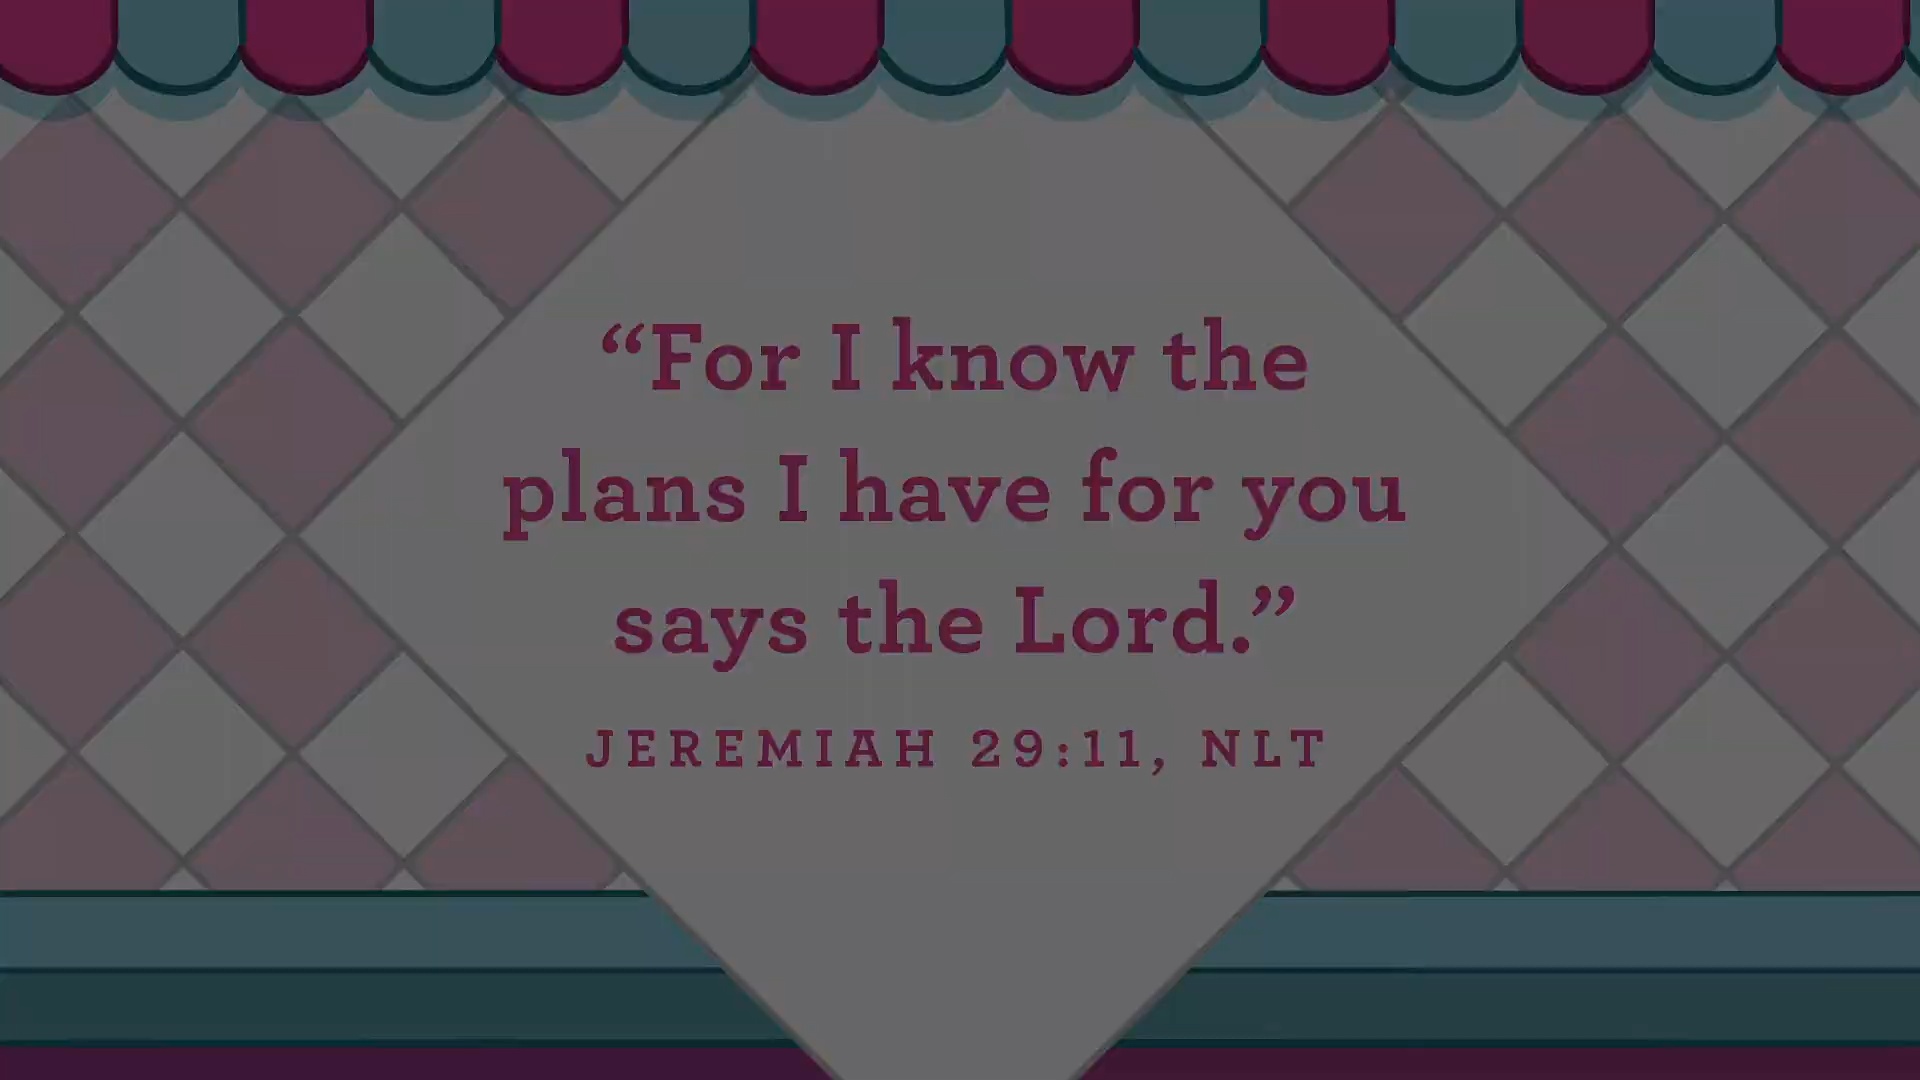 “For I know the
plans I have for you
says the Lord.”
JEREMIAH 29:11, NLT